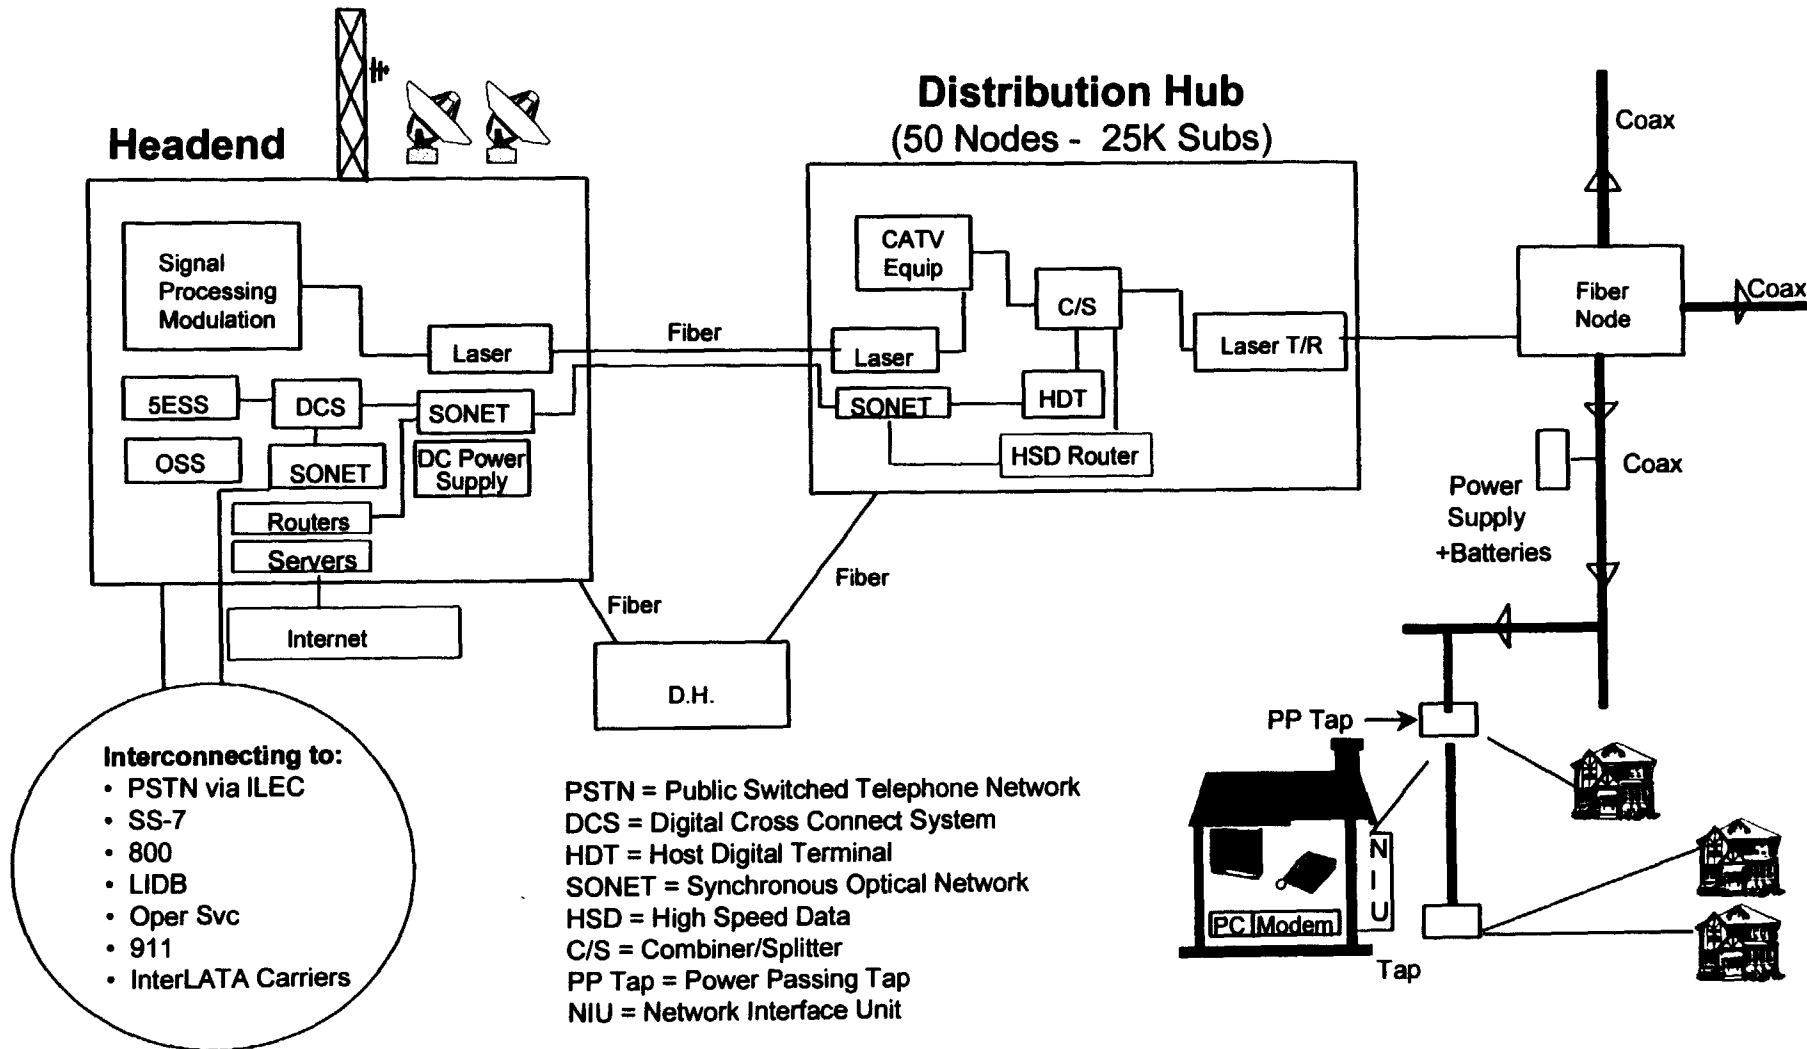 Headend
Signal
Processing
Modulation
Laser
5ESS
DCS
SONET
OSS
SONET
DC Power
Supply
Routers
Servers
Internet
Fiber
Distribution Hub
(50 Nodes - 25K Subs)
CATV
Equip
C/S
Laser
Laser T/R
SONET
HDT
HSD Router
Fiber
Fiber
D.H.
Coax
Fiber
Node
Coax
Coax
Power
Supply
+Batteries
PP Tap
N
I
U
PC
Modem
Tap
Interconnecting to:
• PSTN via ILEC
• SS-7
• 800
• LIDB
• Oper Svc
• 911
• InterLATA Carriers
PSTN = Public Switched Telephone Network
DCS = Digital Cross Connect System
HDT = Host Digital Terminal
SONET = Synchronous Optical Network
HSD = High Speed Data
C/S = Combiner/Splitter
PP Tap = Power Passing Tap
NIU = Network Interface Unit